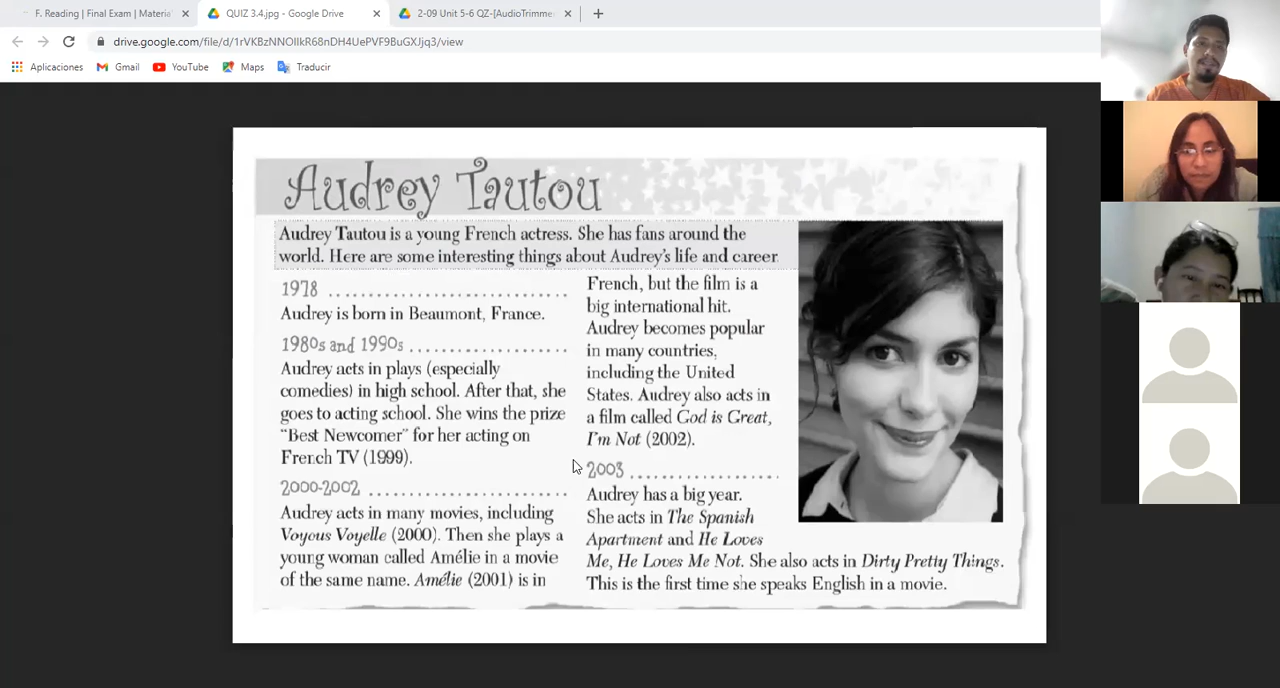 F. Reading | Final Exam | Materia
QUIZ 3.4.jpg - Google Drive
2-09 Unit 5-6 QZ-[AudioTrimme
Aplicaciones
Gmail
YouTube
Maps
Traducir
Audrey Tautou
Audrey Tautou is a young French actress. She has fans around the
world. Here are some interesting things about Audrey's life and career.
1978
Audrey is born in Beaumont, France.
1980s and 1990s
Audrey acts in plays (especially
comedies) in high school. After that, she
goes to acting school. She wins the prize
"Best Newcomer" for her acting on
French TV (1999).
2000-2002
Audrey acts in many movies, including
Voyous Voyelle (2000). Then she plays a
young woman called Amélie in a movie
of the same name. Amélie (2001) is in
French, but the film is a
big international hit.
Audrey becomes popular
in many countries,
including the United
States. Audrey also acts in
a film called God is Great,
I'm Not (2002).
2003
Audrey has a big year.
She acts in The Spanish
Apartment and He Loves
Me, He Loves Me Not. She also acts in Dirty Pretty Things.
This is the first time she speaks English in a movie.